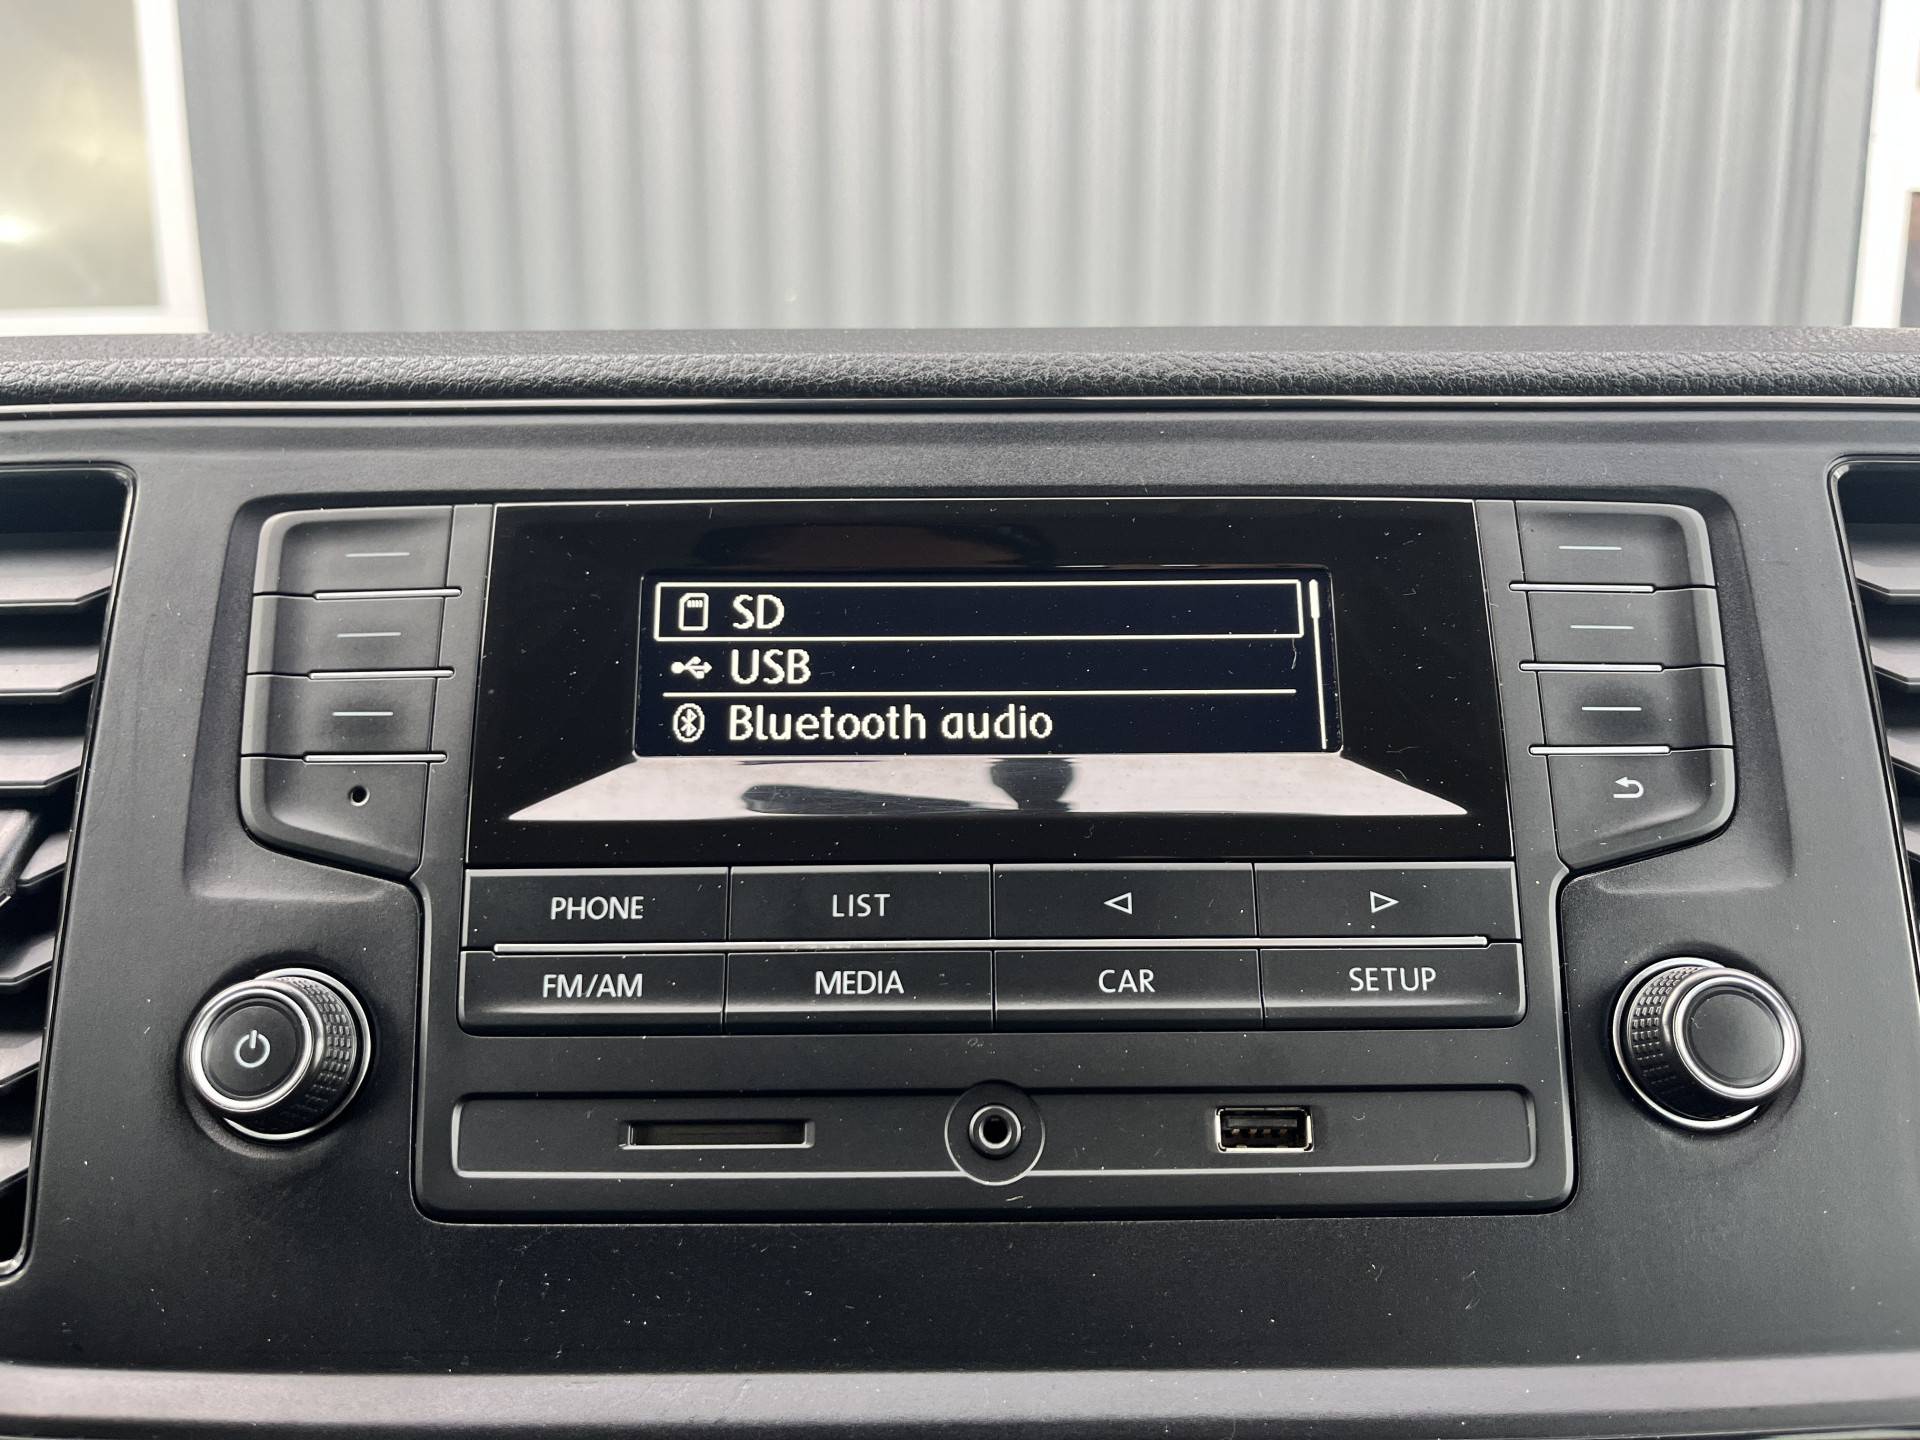 SD
USB
Bluetooth audio
PHONE LIST
FM/AM MEDIA CAR SETUP